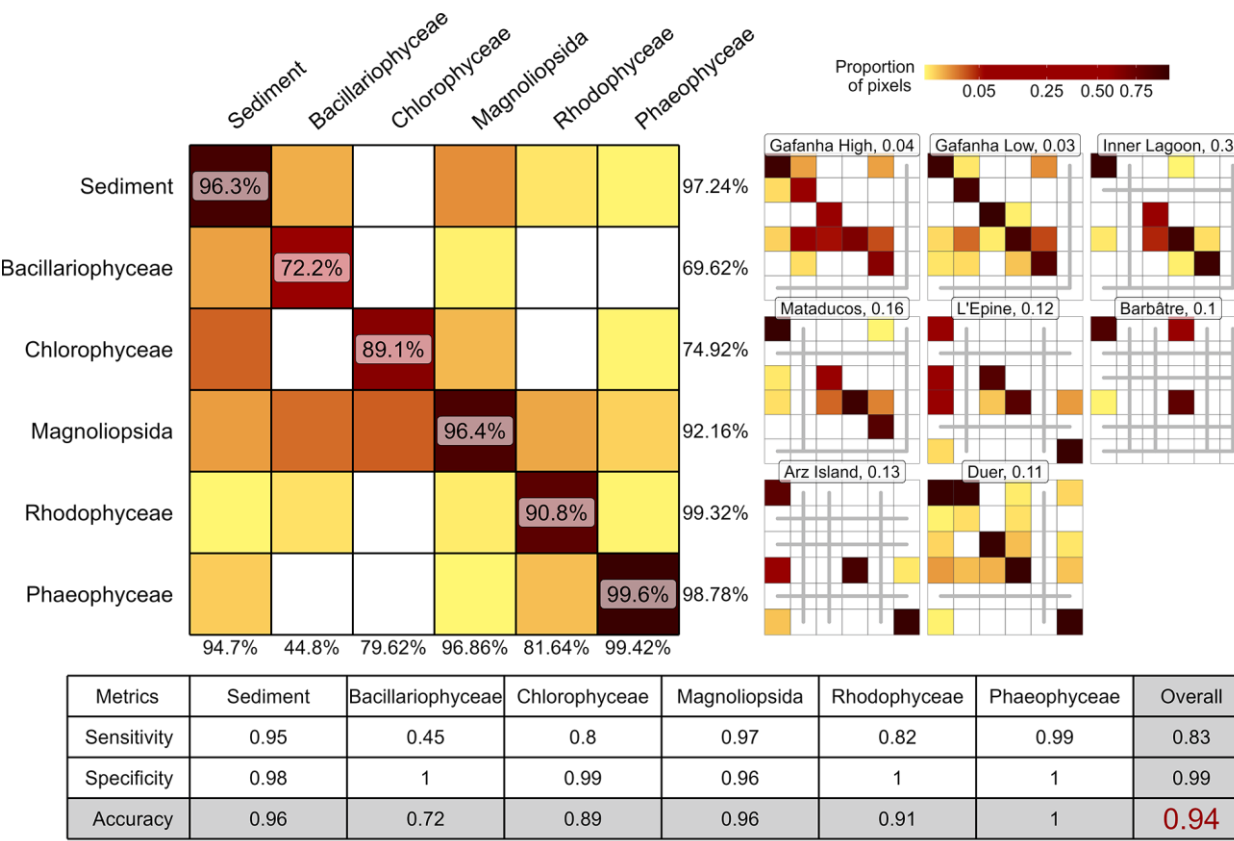 Sediment
Bacillariophyceae
Chlorophyceae
Magnoliopsida
Rhodophyceae
Phaeophyceae
Sediment 96.3% 97.24%
Bacillariophyceae 72.2% 69.62%
Chlorophyceae 89.1% 74.92%
Magnoliopsida 96.4% 92.16%
Rhodophyceae 90.8% 99.32%
Phaeophyceae 99.6% 98.78%
94.7% 44.8% 79.62% 96.86% 81.64% 99.42%
Proportion
of pixels
0.05 0.25 0.50 0.75
Gafanha High, 0.04 Gafanha Low, 0.03 Inner Lagoon, 0.3
Mataducos, 0.16 L'Epine, 0.12 Barbâtre, 0.1
Arz Island, 0.13 Duer, 0.11
Metrics Sediment Bacillariophyceae Chlorophyceae Magnoliopsida Rhodophyceae Phaeophyceae Overall
Sensitivity 0.95 0.45 0.8 0.97 0.82 0.99 0.83
Specificity 0.98 1 0.99 0.96 1 1 0.99
Accuracy 0.96 0.72 0.89 0.96 0.91 1 0.94